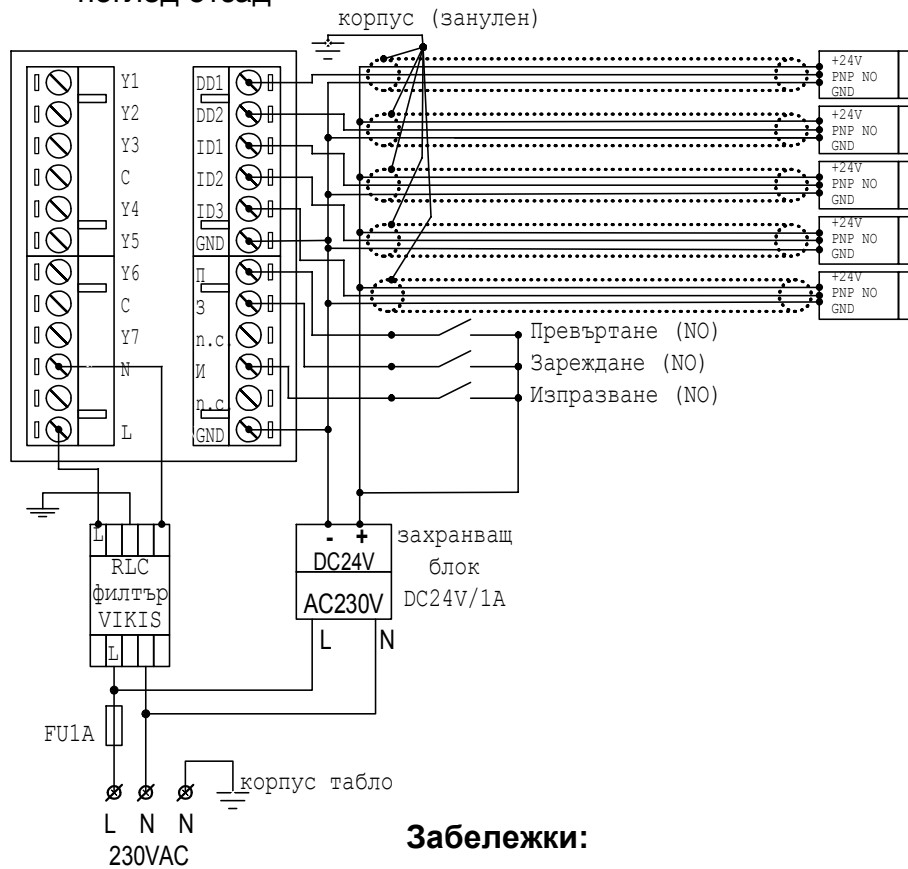 корпус (занулен)
Y1
Y2
Y3
C
Y4
Y5
Y6
C
Y7
N
L
DD1
DD2
ID1
ID2
ID3
GND
П
З
n.c.
И
n.c.
GND
+24V
PNP NO
GND
+24V
PNP NO
GND
+24V
PNP NO
GND
+24V
PNP NO
GND
+24V
PNP NO
GND
Превъртане (NO)
Зареждане (NO)
Изпразване (NO)
L
RLC
филтър
VIKIS
L
- +
DC24V
AC230V
L N
захранващ
блок
DC24V/1A
FU1A
корпус табло
L N N
230VAC
Забележки: